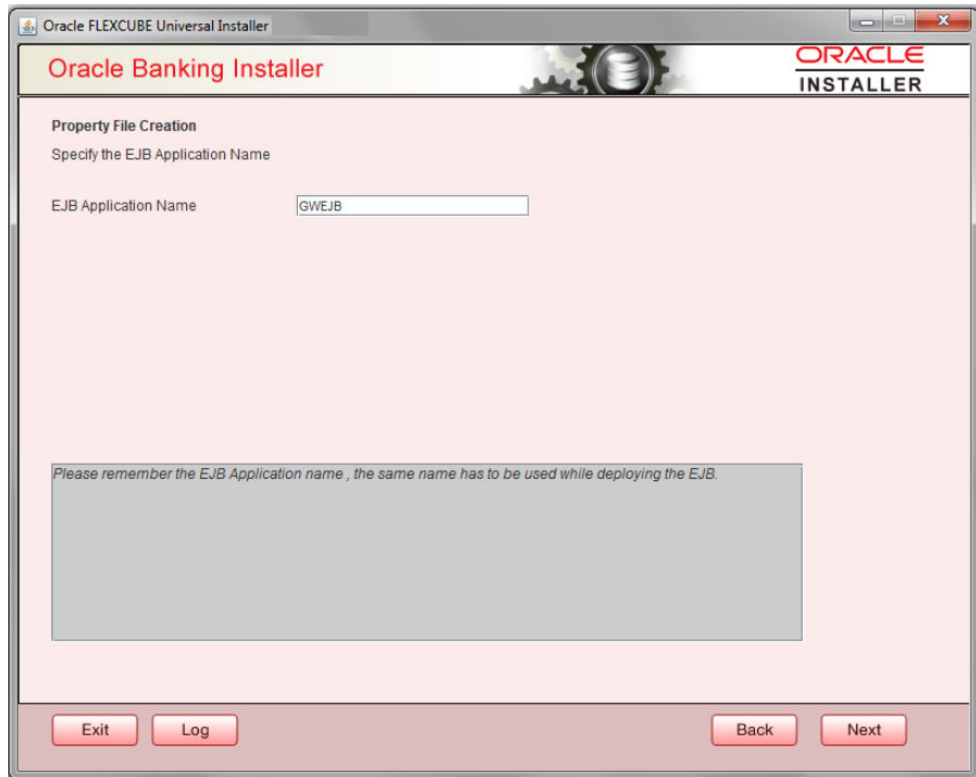 Oracle FLEXCUBE Universal Installer
Oracle Banking Installer
ORACLE
INSTALLER
Property File Creation
Specify the EJB Application Name
EJB Application Name GWEJB
Please remember the EJB Application name , the same name has to be used while deploying the EJB.
Exit Log Back Next